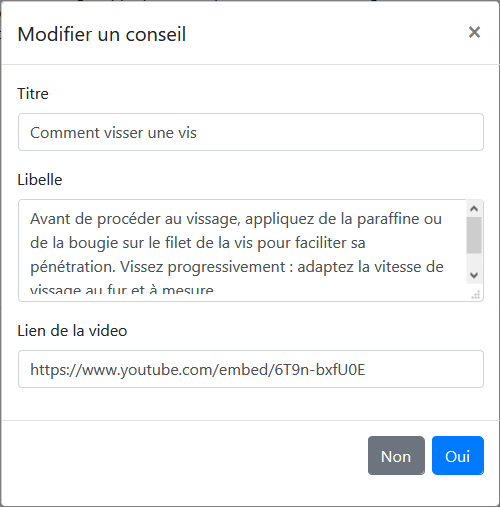 Modifier un conseil ×
Titre
Comment visser une vis
Libelle
Avant de procéder au vissage, appliquez de la paraffine ou
de la bougie sur le filet de la vis pour faciliter sa
pénétration. Vissez progressivement : adaptez la vitesse de
vissage au fur et à mesure
Lien de la video
https://www.youtube.com/embed/6T9n-bxfU0E
Non Oui